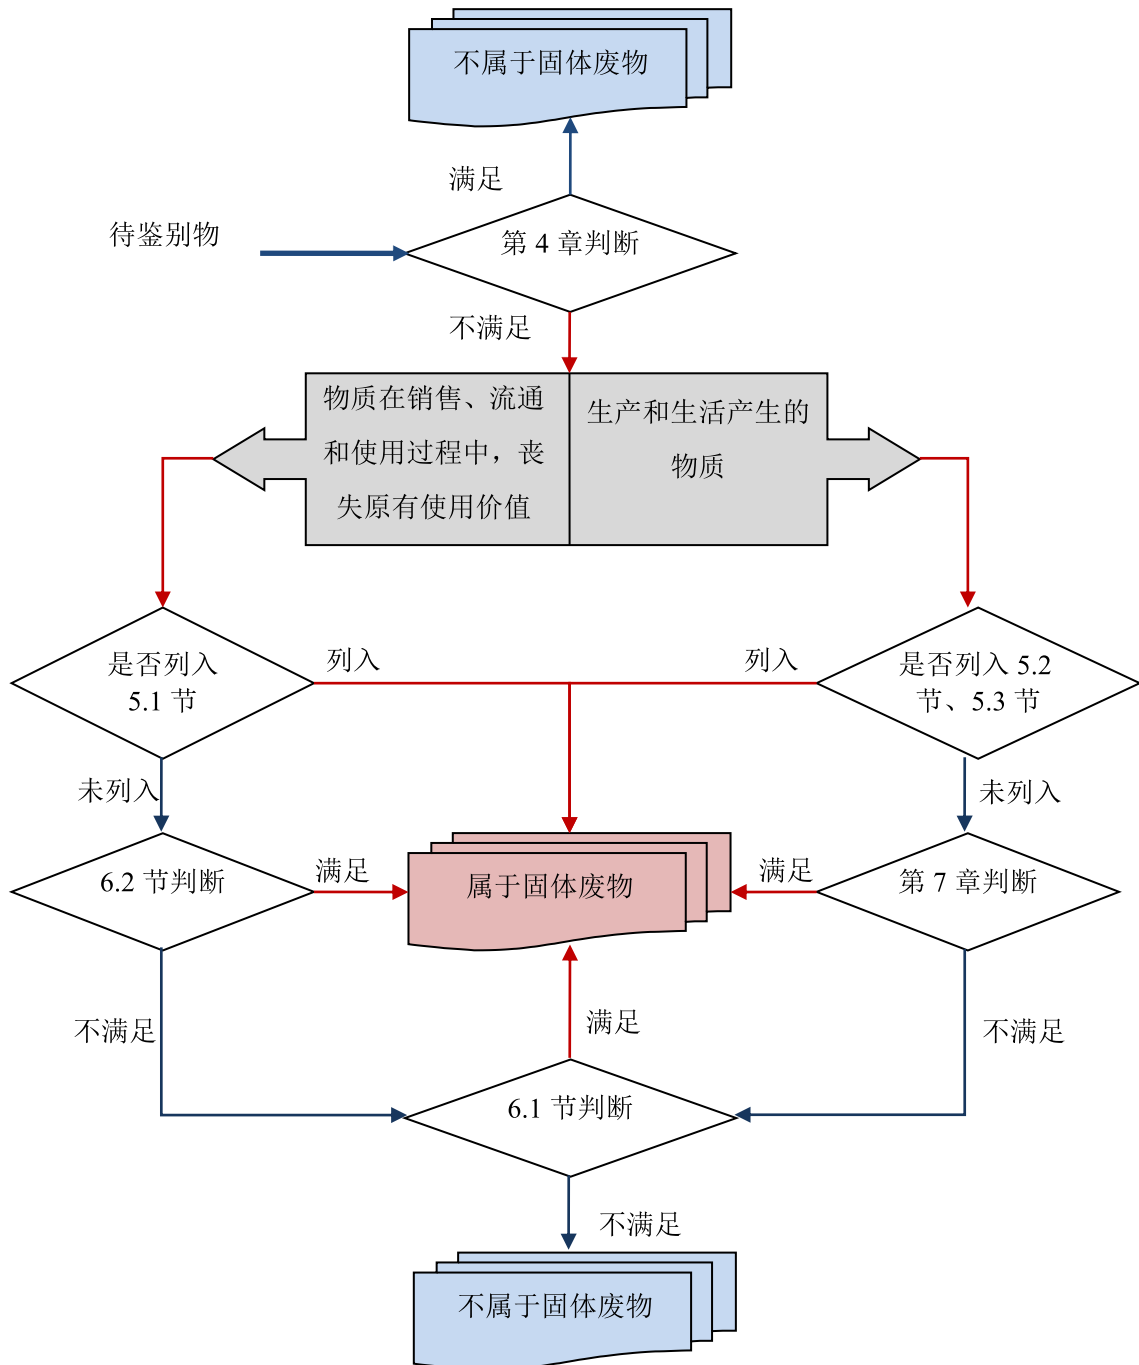 不属于固体废物
满足
待鉴别物
第 4 章判断
不满足
物质在销售、流通
和使用过程中，丧
失原有使用价值
生产和生活产生的
物质
是否列入
5.1 节
列入
列入
是否列入 5.2
节、5.3 节
未列入
未列入
6.2 节判断
满足
属于固体废物
满足
第 7 章判断
不满足
满足
不满足
6.1 节判断
不满足
不属于固体废物